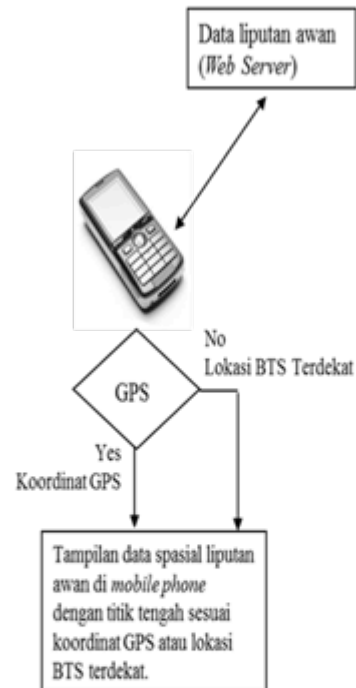 Data liputan awan
(Web Server)
No
Lokasi BTS Terdekat
GPS
Yes
Koordinat GPS
Tampilan data spasial liputan
awan di mobile phone
dengan titik tengah sesuai
koordinat GPS atau lokasi
BTS terdekat.